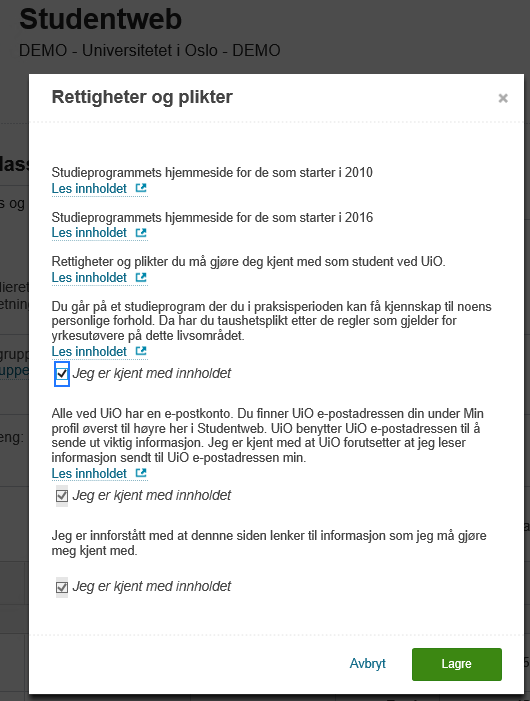 Studentweb
DEMO - Universitetet i Oslo - DEMO
Rettigheter og plikter
×
Studieprogrammets hjemmeside for de som starter i 2010
Les innholdet
Studieprogrammets hjemmeside for de som starter i 2016
Les innholdet
Rettigheter og plikter du må gjøre deg kjent med som student ved UiO.
Les innholdet
Du går på et studieprogram der du i praksisperioden kan få kjennskap til noens
personlige forhold. Da har du taushetsplikt etter de regler som gjelder for
yrkesutøvere på dette livsområdet.
Les innholdet
Jeg er kjent med innholdet
Alle ved UiO har en e-postkonto. Du finner UiO e-postadressen din under Min
profil øverst til høyre her i Studentweb. UiO benytter UiO e-postadressen til å
sende ut viktig informasjon. Jeg er kjent med at UiO forutsetter at jeg leser
informasjon sendt til UiO e-postadressen min.
Les innholdet
Jeg er kjent med innholdet
Jeg er innforstått med at dennne siden lenker til informasjon som jeg må gjøre
meg kjent med.
Jeg er kjent med innholdet
Avbryt
Lagre